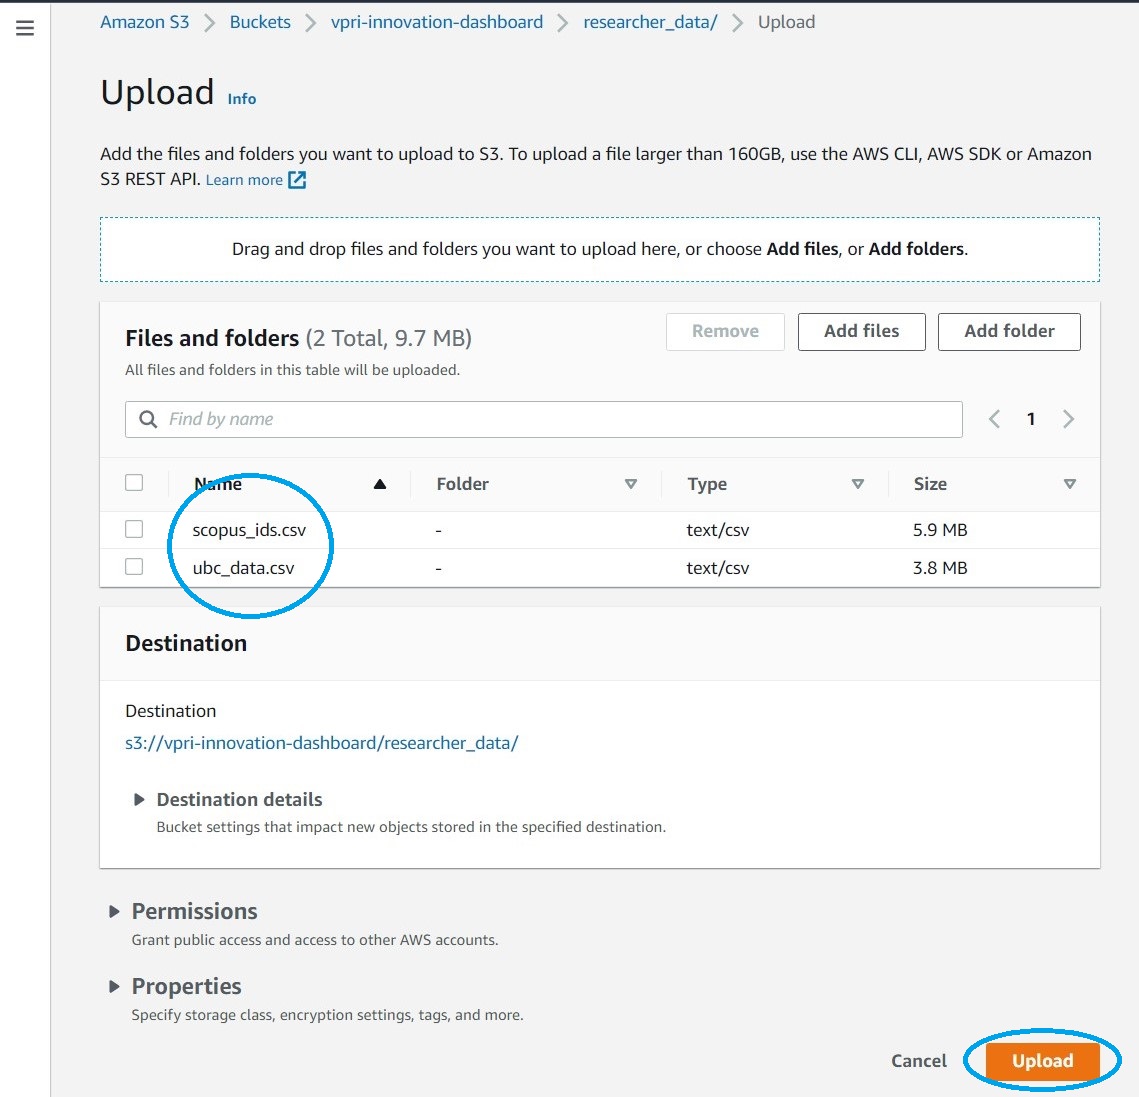 Amazon S3 > Buckets > vpri-innovation-dashboard > researcher_data/ > Upload
Upload Info
Add the files and folders you want to upload to S3. To upload a file larger than 160GB, use the AWS CLI, AWS SDK or Amazon
S3 REST API. Learn more
Drag and drop files and folders you want to upload here, or choose Add files, or Add folders.
Files and folders (2 Total, 9.7 MB) Remove Add files Add folder
All files and folders in this table will be uploaded.
Find by name 1
Name Folder Type Size
scopus_ids.csv - text/csv 5.9 MB
ubc_data.csv - text/csv 3.8 MB
Destination
Destination
s3://vpri-innovation-dashboard/researcher_data/
Destination details
Bucket settings that impact new objects stored in the specified destination.
Permissions
Grant public access and access to other AWS accounts.
Properties
Specify storage class, encryption settings, tags, and more.
Cancel Upload